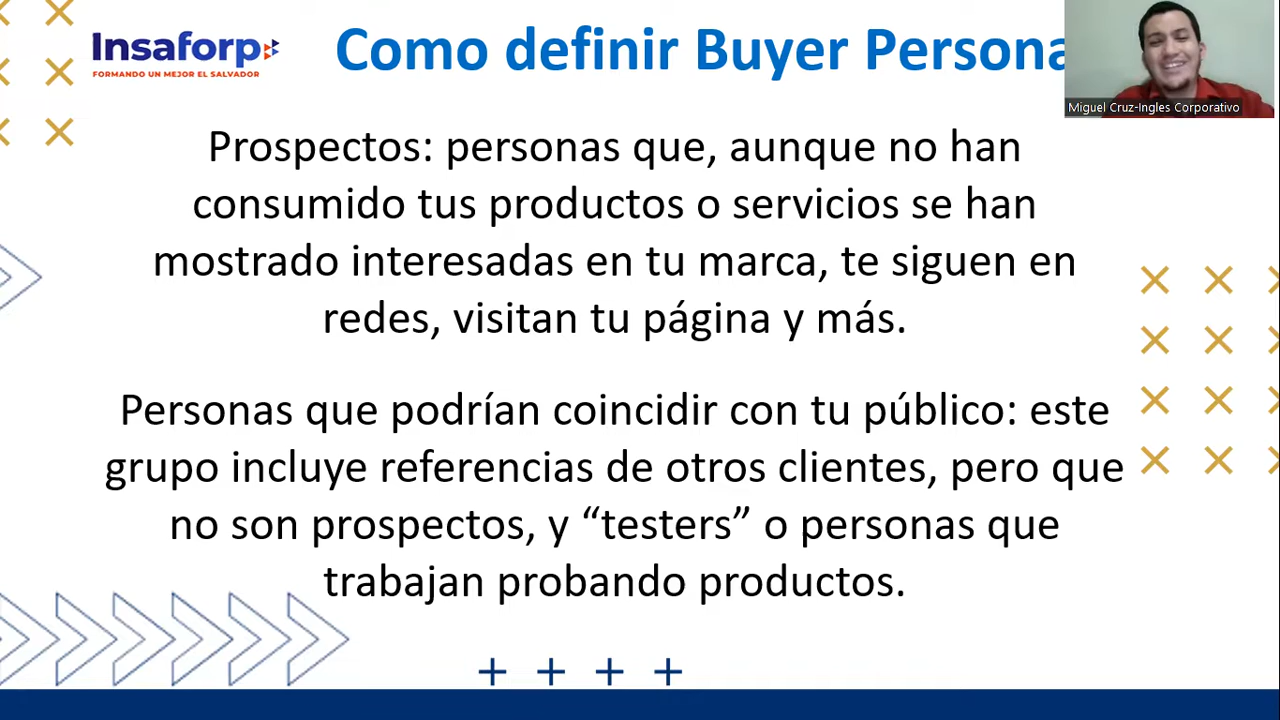 Insaforp
FORMANDO UN MEJOR EL SALVADOR
Como definir Buyer Persona
Miguel Cruz-Ingles Corporativo
Prospectos: personas que, aunque no han
consumido tus productos o servicios se han
mostrado interesadas en tu marca, te siguen en
redes, visitan tu página y más.
Personas que podrían coincidir con tu público: este
grupo incluye referencias de otros clientes, pero que
no son prospectos, y “testers” o personas que
trabajan probando productos.